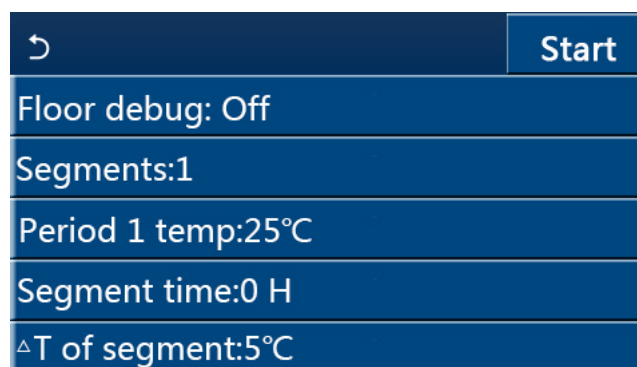 Start
Floor debug: Off
Segments:1
Period 1 temp:25℃
Segment time:0 H
△T of segment:5℃